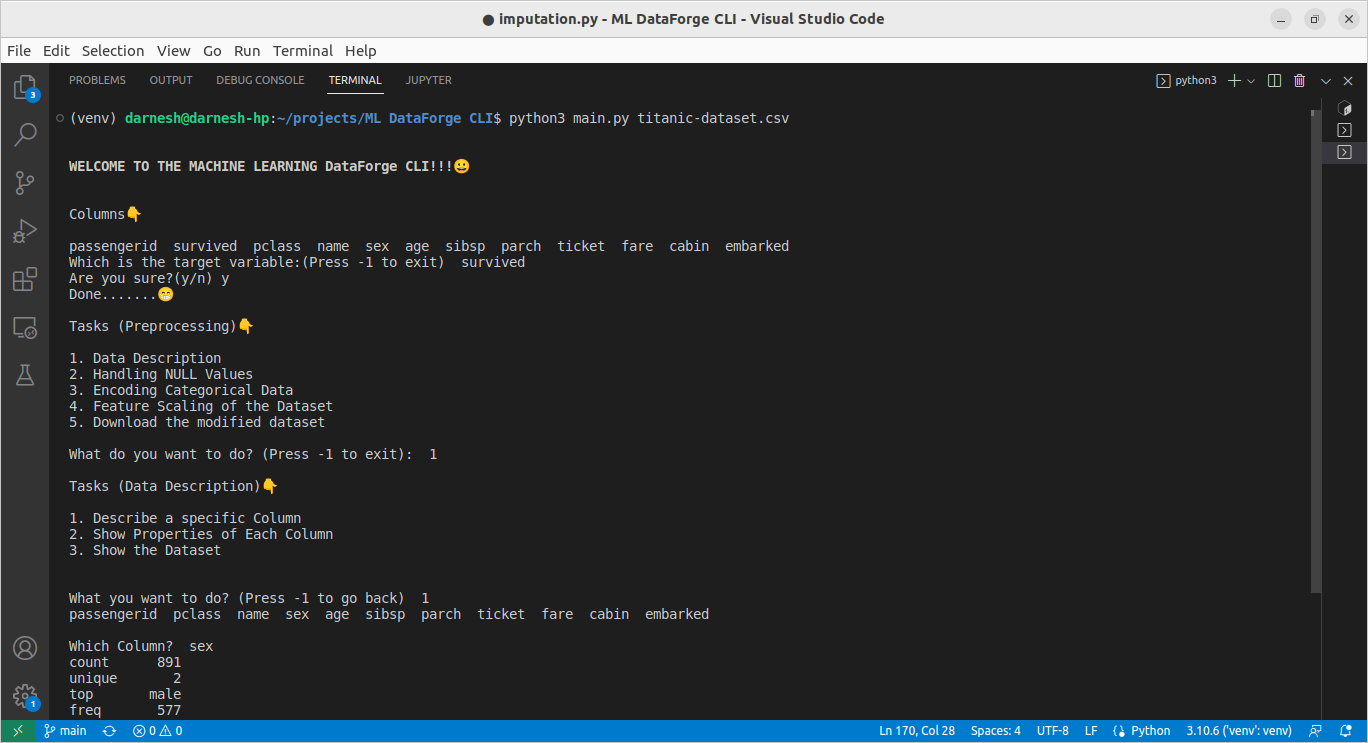 ● imputation.py - ML DataForge CLI - Visual Studio Code
File Edit Selection View Go Run Terminal Help
PROBLEMS OUTPUT DEBUG CONSOLE TERMINAL JUPYTER python3
3
(venv) darnesh@darnesh-hp:~/projects/ML DataForge CLI$ python3 main.py titanic-dataset.csv
WELCOME TO THE MACHINE LEARNING DataForge CLI!!!😀
Columns👇
passengerid survived pclass name sex age sibsp parch ticket fare cabin embarked
Which is the target variable:(Press -1 to exit) survived
Are you sure?(y/n) y
Done.......😁
Tasks (Preprocessing)👇
1. Data Description
2. Handling NULL Values
3. Encoding Categorical Data
4. Feature Scaling of the Dataset
5. Download the modified dataset
What do you want to do? (Press -1 to exit): 1
Tasks (Data Description)👇
1. Describe a specific Column
2. Show Properties of Each Column
3. Show the Dataset
What you want to do? (Press -1 to go back) 1
passengerid pclass name sex age sibsp parch ticket fare cabin embarked
Which Column? sex
count 891
unique 2
top male
freq 577
1
main 0 0 Ln 170, Col 28 Spaces: 4 UTF-8 LF Python 3.10.6 ('venv': venv)